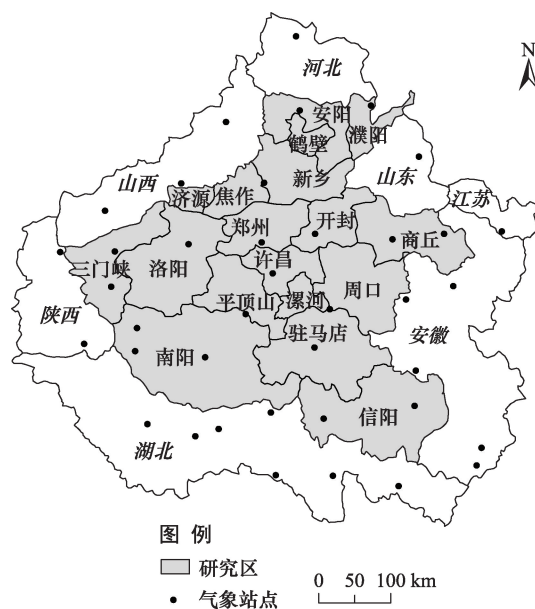 N
河北
安阳
鹤壁
濮阳
新乡
山东
山西
济源
焦作
江苏
郑州
开封
商丘
三门峡
洛阳
许昌
平顶山
漯河
周口
陕西
驻马店
安徽
南阳
信阳
湖北
图 例
研究区
气象站点
0 50 100 km